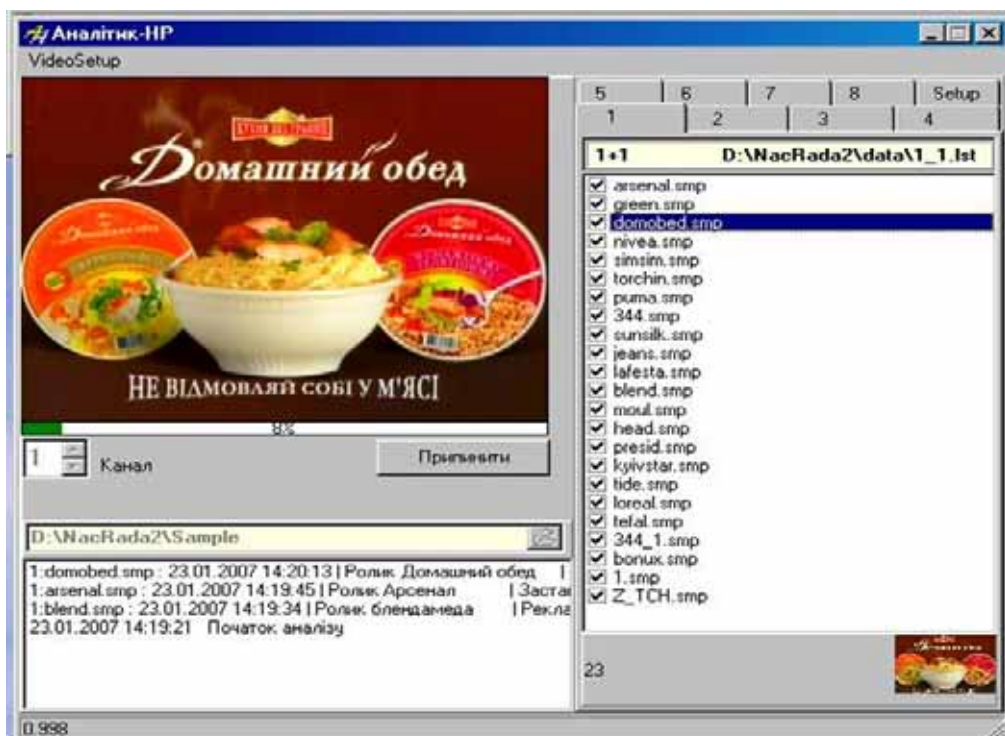 Аналітик-НР
VideoSetup
Домашний обед
НЕ ВІДМОВЛЯЙ СОБІ У М'ЯСІ
8%
1 Канал
Припинити
D:\NacRada2\Sample
1:domobed.smp : 23.01.2007 14:20:13 | Ролик Домашний обед |
1:arsenal.smp : 23.01.2007 14:19:45 | Ролик Арсенал | Заста
1:blend.smp : 23.01.2007 14:19:34 | Ролик блендамеда | Рекла
23.01.2007 14:19:21 Початок аналізу
0.998
5 6 7 8 Setup
1 2 3 4
1+1 D:\NacRada2\data\1_1.lst
arsenal.smp
green.smp
domobed.smp
nivea.smp
simsim.smp
torchin.smp
puma.smp
344.smp
sunsilk.smp
jeans.smp
lafesta.smp
blend.smp
moul.smp
head.smp
presid.smp
kyivstar.smp
tide.smp
loreal.smp
tefal.smp
344_1.smp
bonux.smp
1.smp
Z_TCH.smp
23